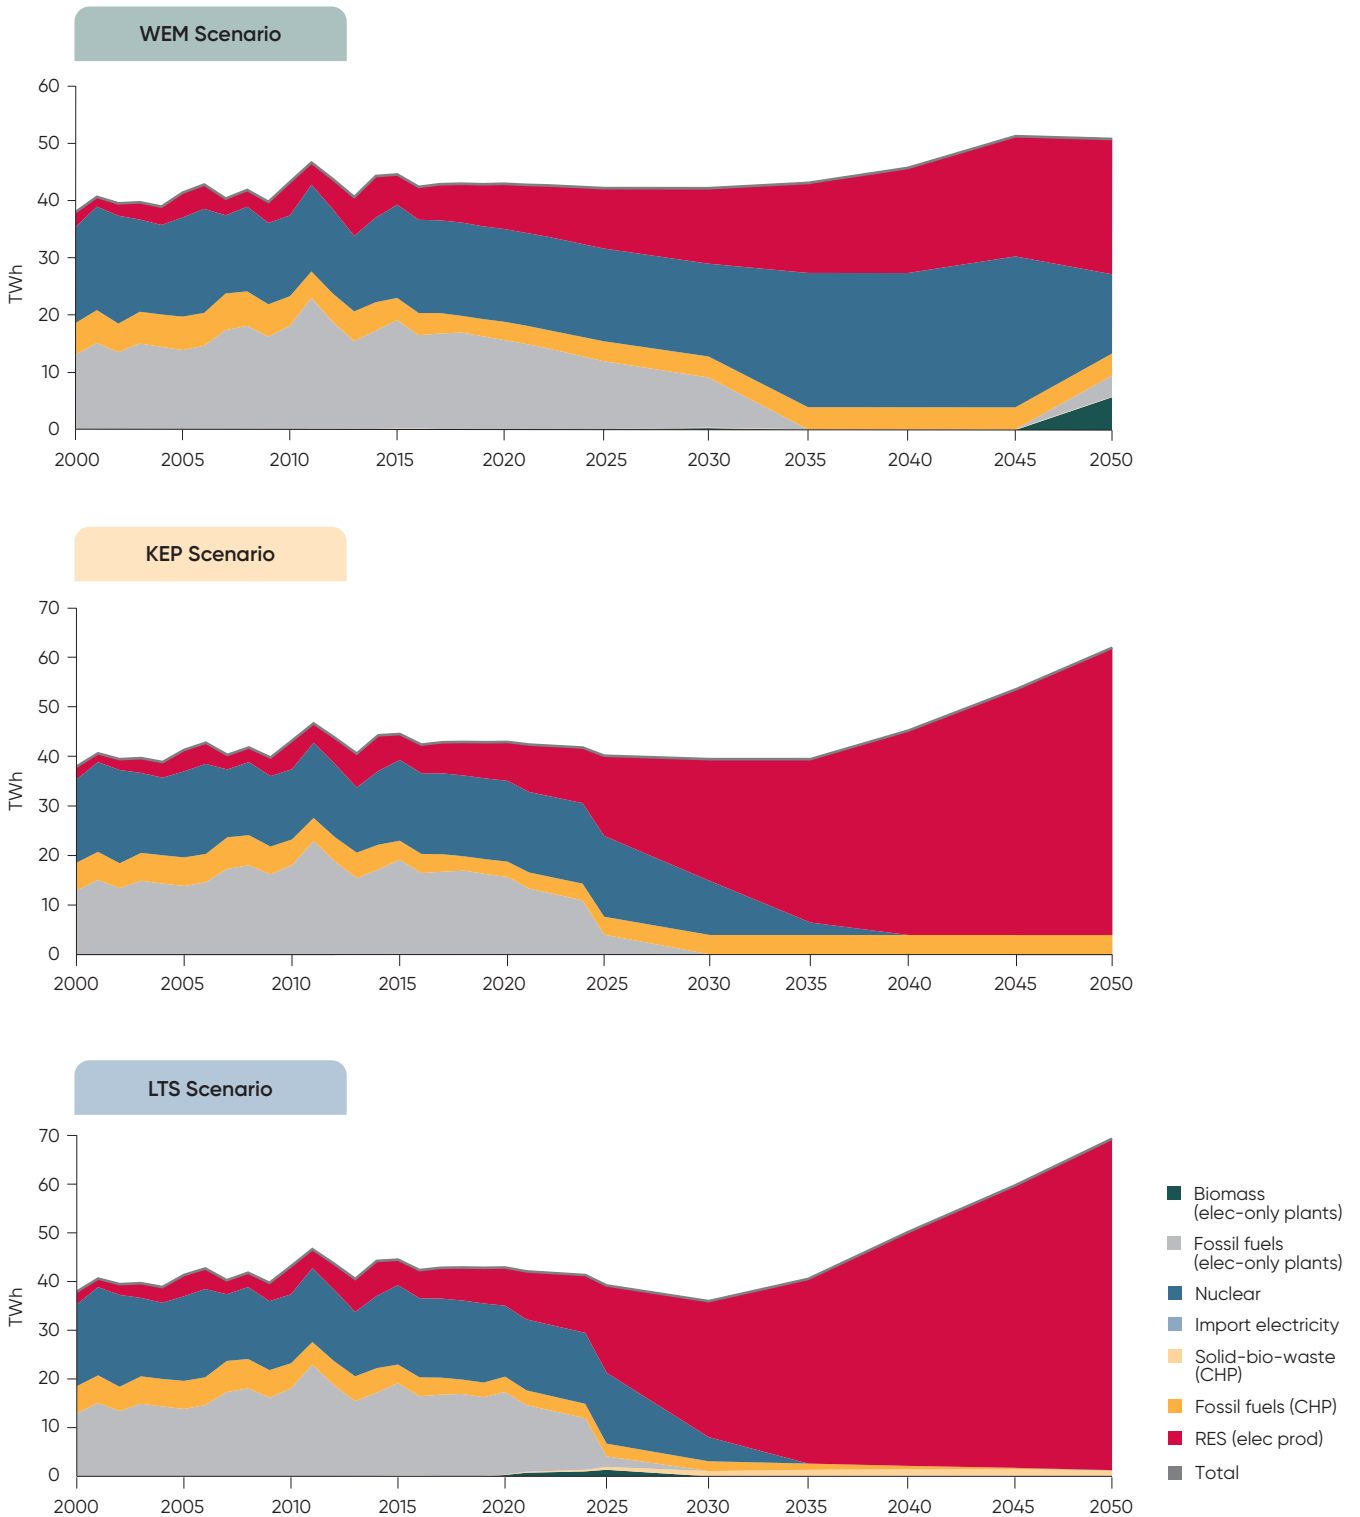 WEM Scenario
60
50
40
30
20
10
0
TWh
2000 2005 2010 2015 2020 2025 2030 2035 2040 2045 2050
KEP Scenario
70
60
50
40
30
20
10
0
TWh
2000 2005 2010 2015 2020 2025 2030 2035 2040 2045 2050
LTS Scenario
70
60
50
40
30
20
10
0
TWh
2000 2005 2010 2015 2020 2025 2030 2035 2040 2045 2050
Biomass
(elec-only plants)
Fossil fuels
(elec-only plants)
Nuclear
Import electricity
Solid-bio-waste
(CHP)
Fossil fuels (CHP)
RES (elec prod)
Total